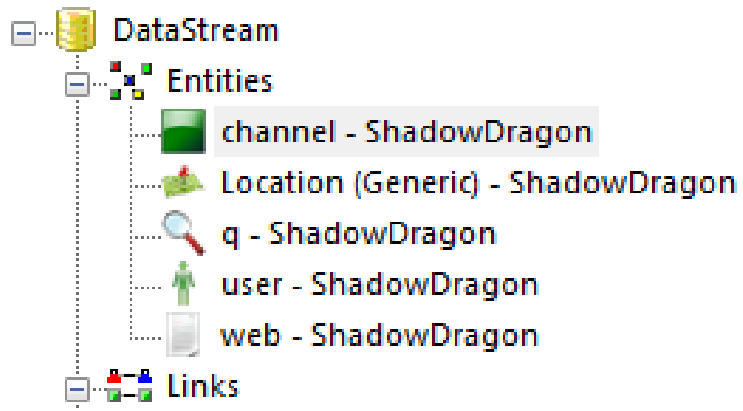 DataStream
Entities
channel - ShadowDragon
Location (Generic) - ShadowDragon
q - ShadowDragon
user - ShadowDragon
web - ShadowDragon
Links